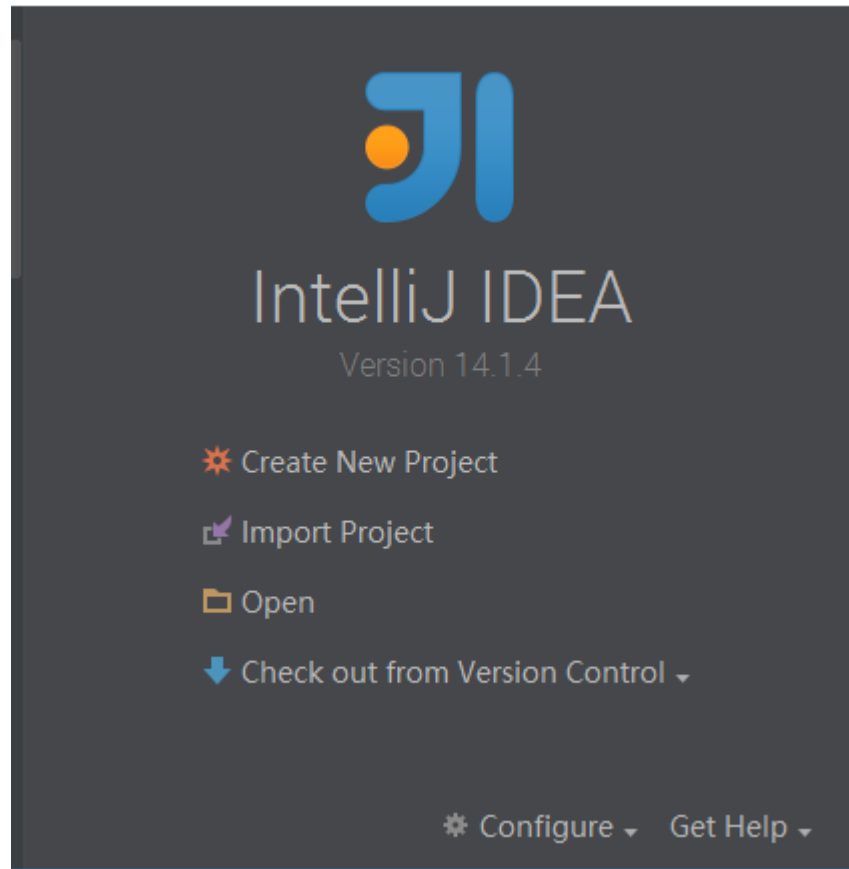 IntelliJ IDEA
Version 14.1.4
Create New Project
Import Project
Open
Check out from Version Control
Configure Get Help